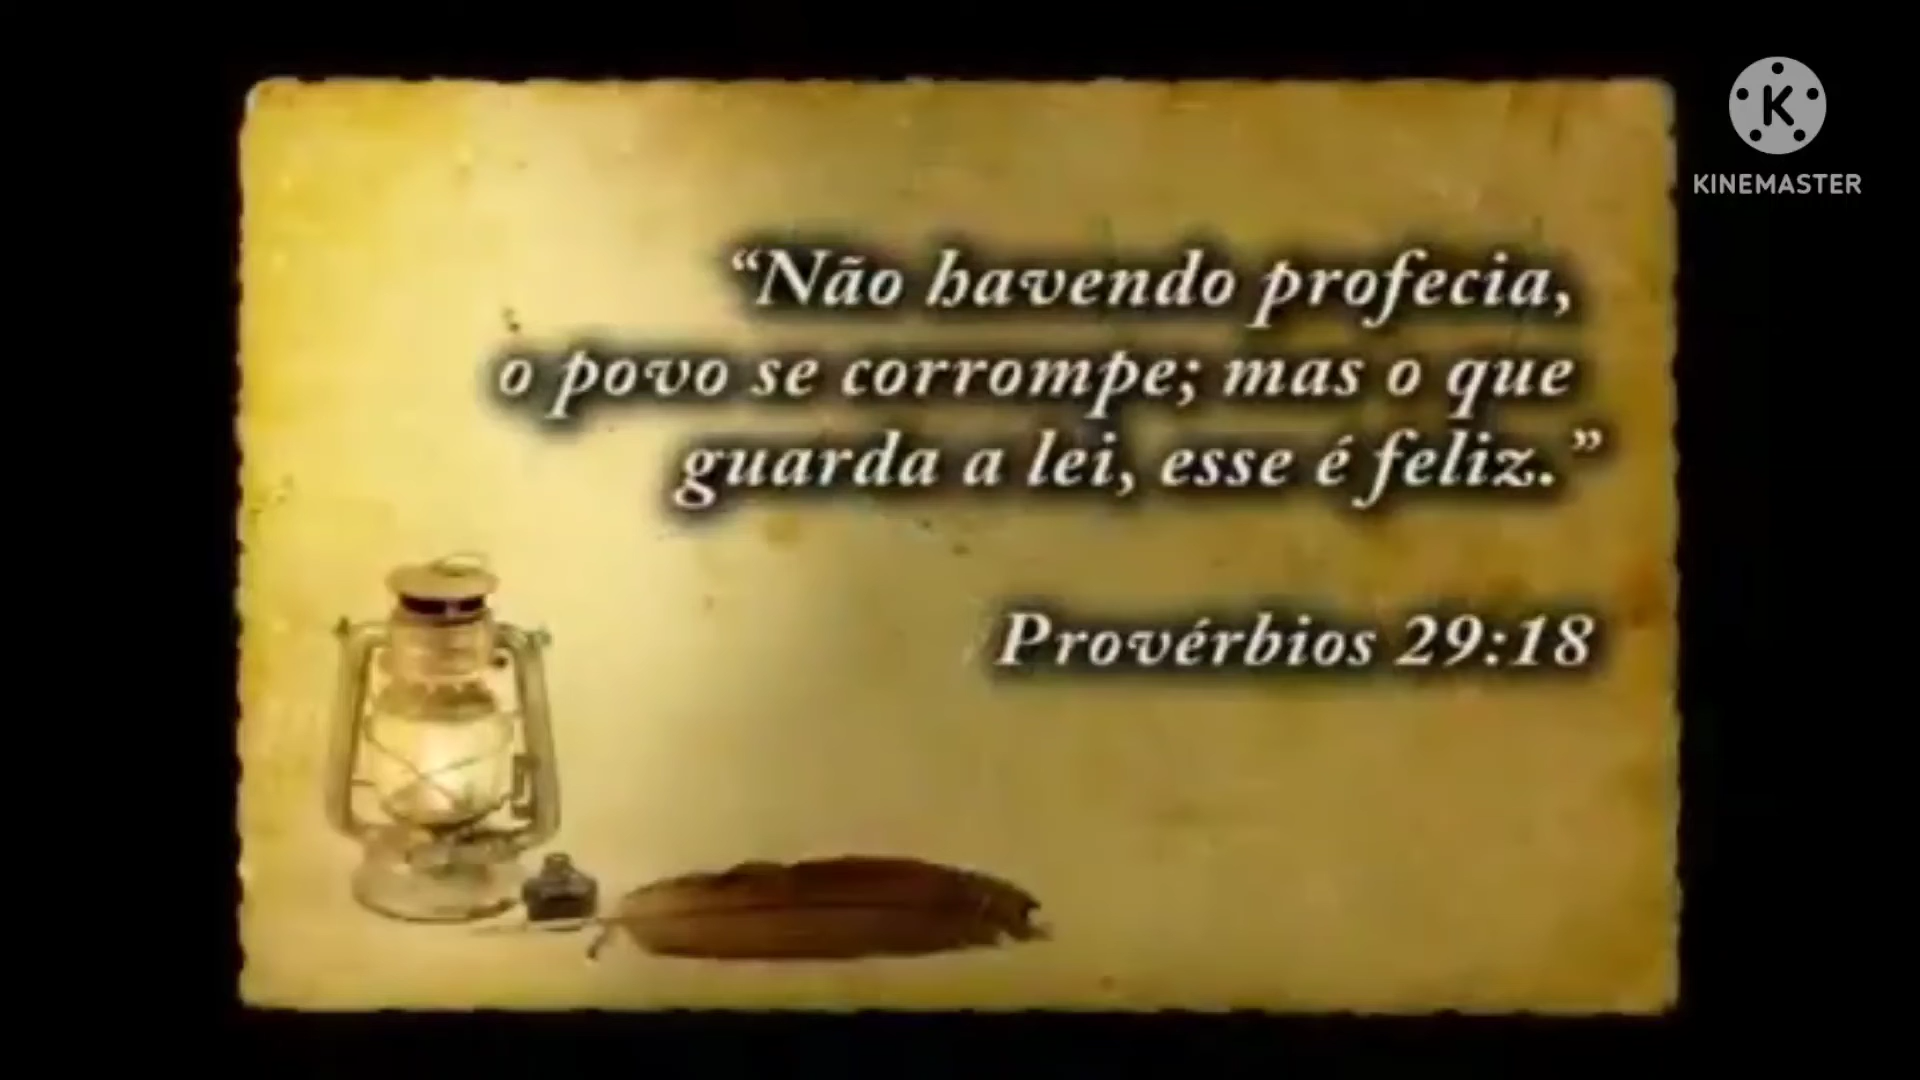 K
KINEMASTER
“Não havendo profecia,
o povo se corrompe; mas o que
guarda a lei, esse é feliz.”
Provérbios 29:18